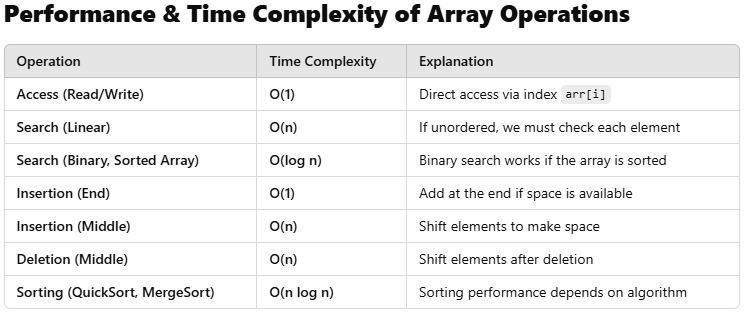 Performance & Time Complexity of Array Operations
Operation Time Complexity Explanation
Access (Read/Write) O(1) Direct access via index arr[i]
Search (Linear) O(n) If unordered, we must check each element
Search (Binary, Sorted Array) O(log n) Binary search works if the array is sorted
Insertion (End) O(1) Add at the end if space is available
Insertion (Middle) O(n) Shift elements to make space
Deletion (Middle) O(n) Shift elements after deletion
Sorting (QuickSort, MergeSort) O(n log n) Sorting performance depends on algorithm